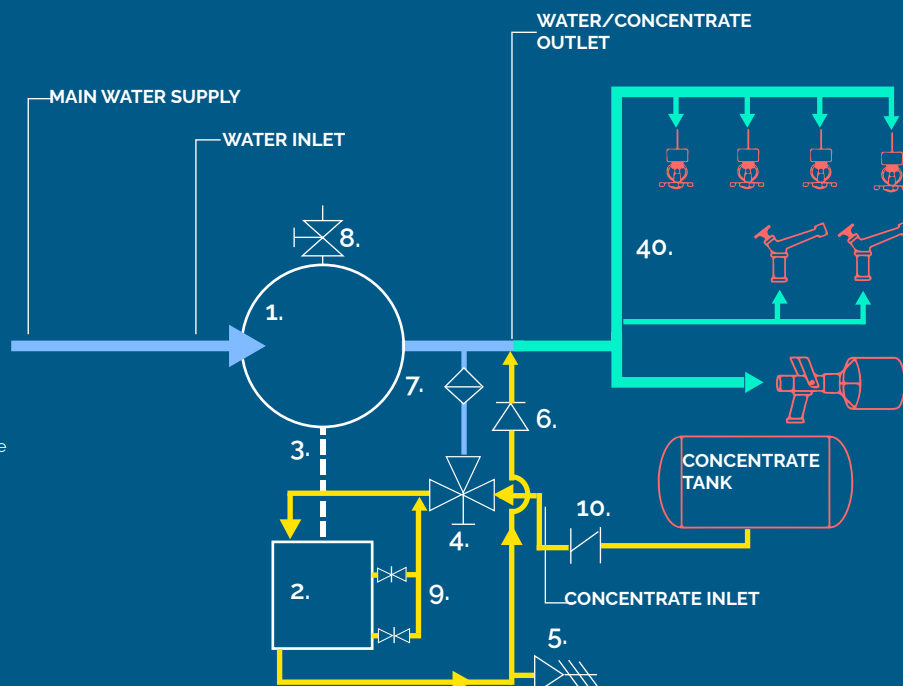 WATER/CONCENTRATE
OUTLET
MAIN WATER SUPPLY
WATER INLET
8.
40.
1.
7.
6.
3.
e
CONCENTRATE
TANK
10.
4.
2.
9.
CONCENTRATE INLET
5.